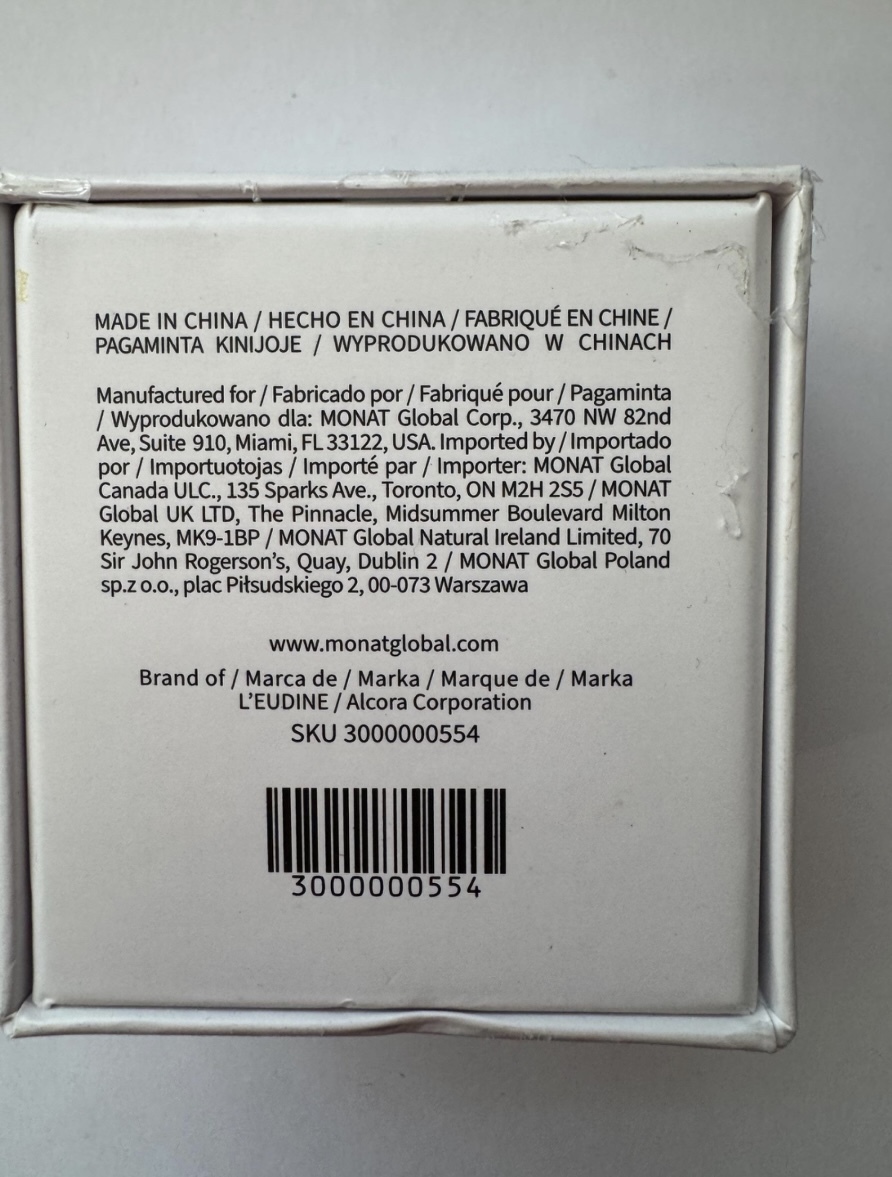 MADE IN CHINA / HECHO EN CHINA / FABRIQUÉ EN CHINE /
PAGAMINTA KINIJOJE / WYPRODUKOWANO W CHINACH
Manufactured for / Fabricado por / Fabriqué pour / Pagaminta
/ Wyprodukowano dla: MONAT Global Corp., 3470 NW 82nd
Ave, Suite 910, Miami, FL 33122, USA. Imported by / Importado
por / Importuotojas / Importé par / Importer: MONAT Global
Canada ULC., 135 Sparks Ave., Toronto, ON M2H 2S5 / MONAT
Global UK LTD, The Pinnacle, Midsummer Boulevard Milton
Keynes, MK9-1BP / MONAT Global Natural Ireland Limited, 70
Sir John Rogerson's, Quay, Dublin 2 / MONAT Global Poland
sp.z o.o., plac Piłsudskiego 2, 00-073 Warszawa
www.monatglobal.com
Brand of / Marca de / Marka / Marque de / Marka
L'EUDINE / Alcora Corporation
SKU 3000000554
3000000554